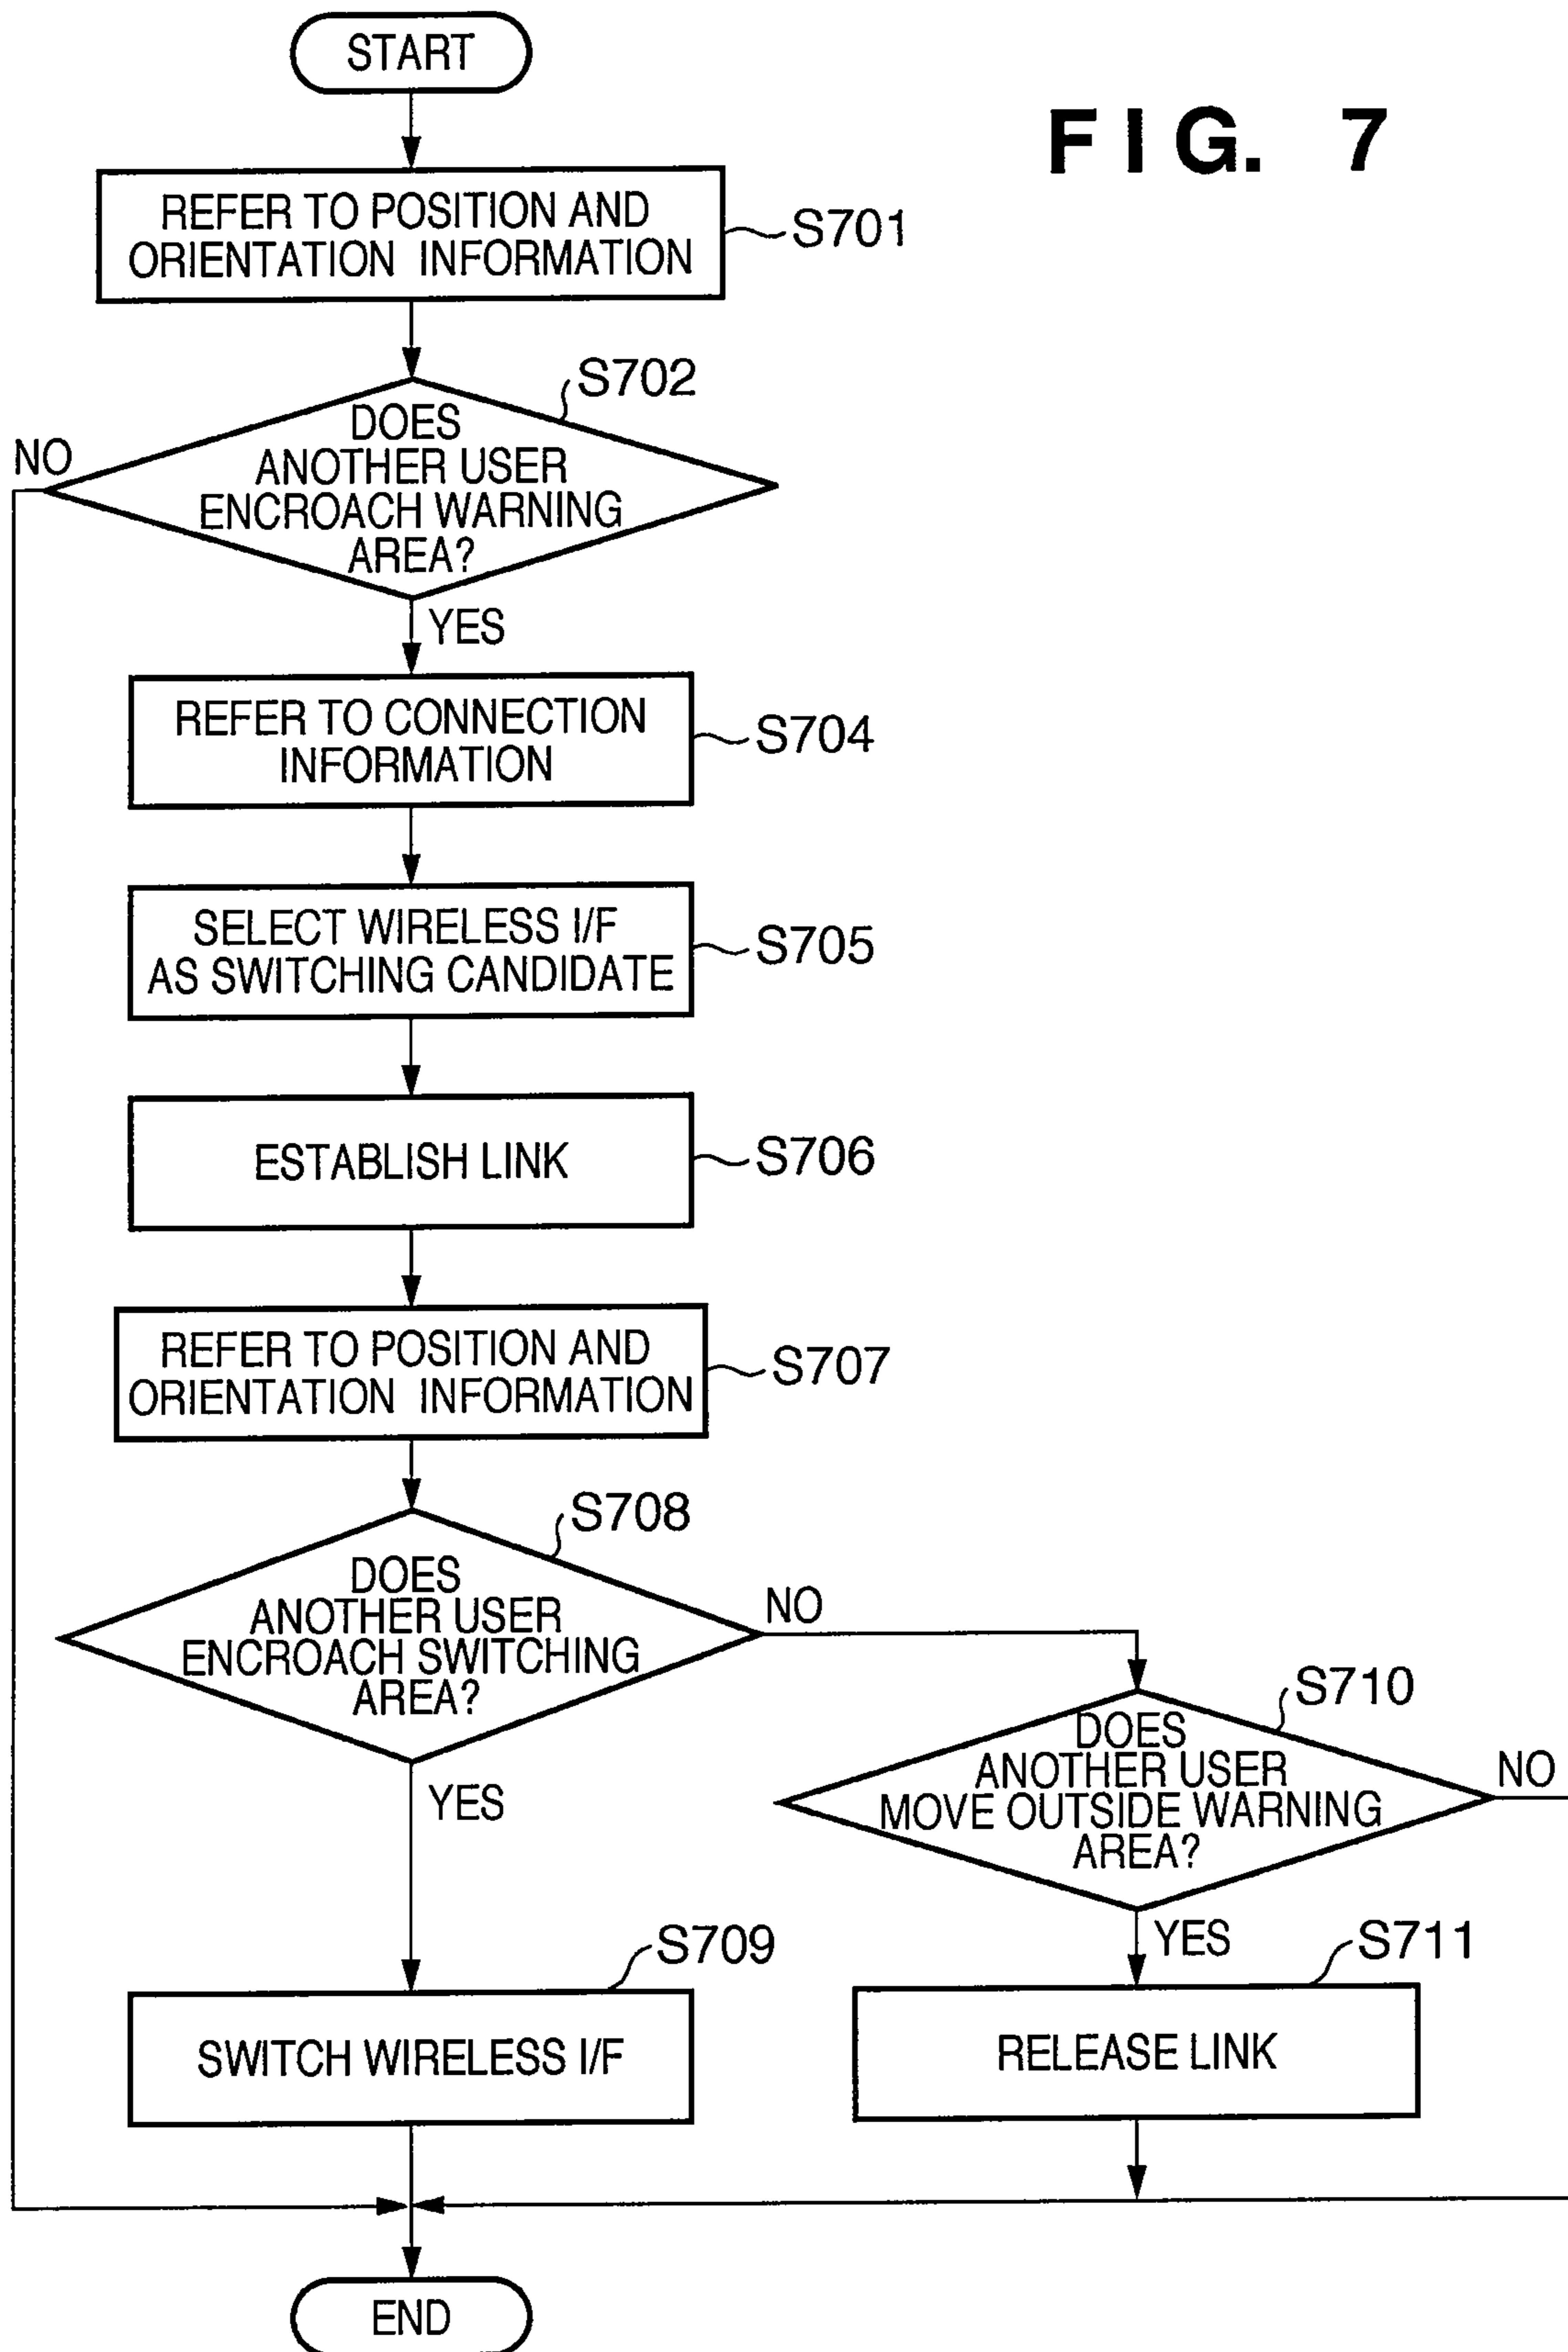 START
FIG. 7
REFER TO POSITION AND
ORIENTATION INFORMATION
S701
S702
DOES
ANOTHER USER
ENCROACH WARNING
AREA?
NO
YES
REFER TO CONNECTION
INFORMATION
S704
SELECT WIRELESS I/F
AS SWITCHING CANDIDATE
S705
ESTABLISH LINK
S706
REFER TO POSITION AND
ORIENTATION INFORMATION
S707
S708
DOES
ANOTHER USER
ENCROACH SWITCHING
AREA?
NO
YES
S710
DOES
ANOTHER USER
MOVE OUTSIDE WARNING
AREA?
NO
YES
S709
SWITCH WIRELESS I/F
S711
RELEASE LINK
END